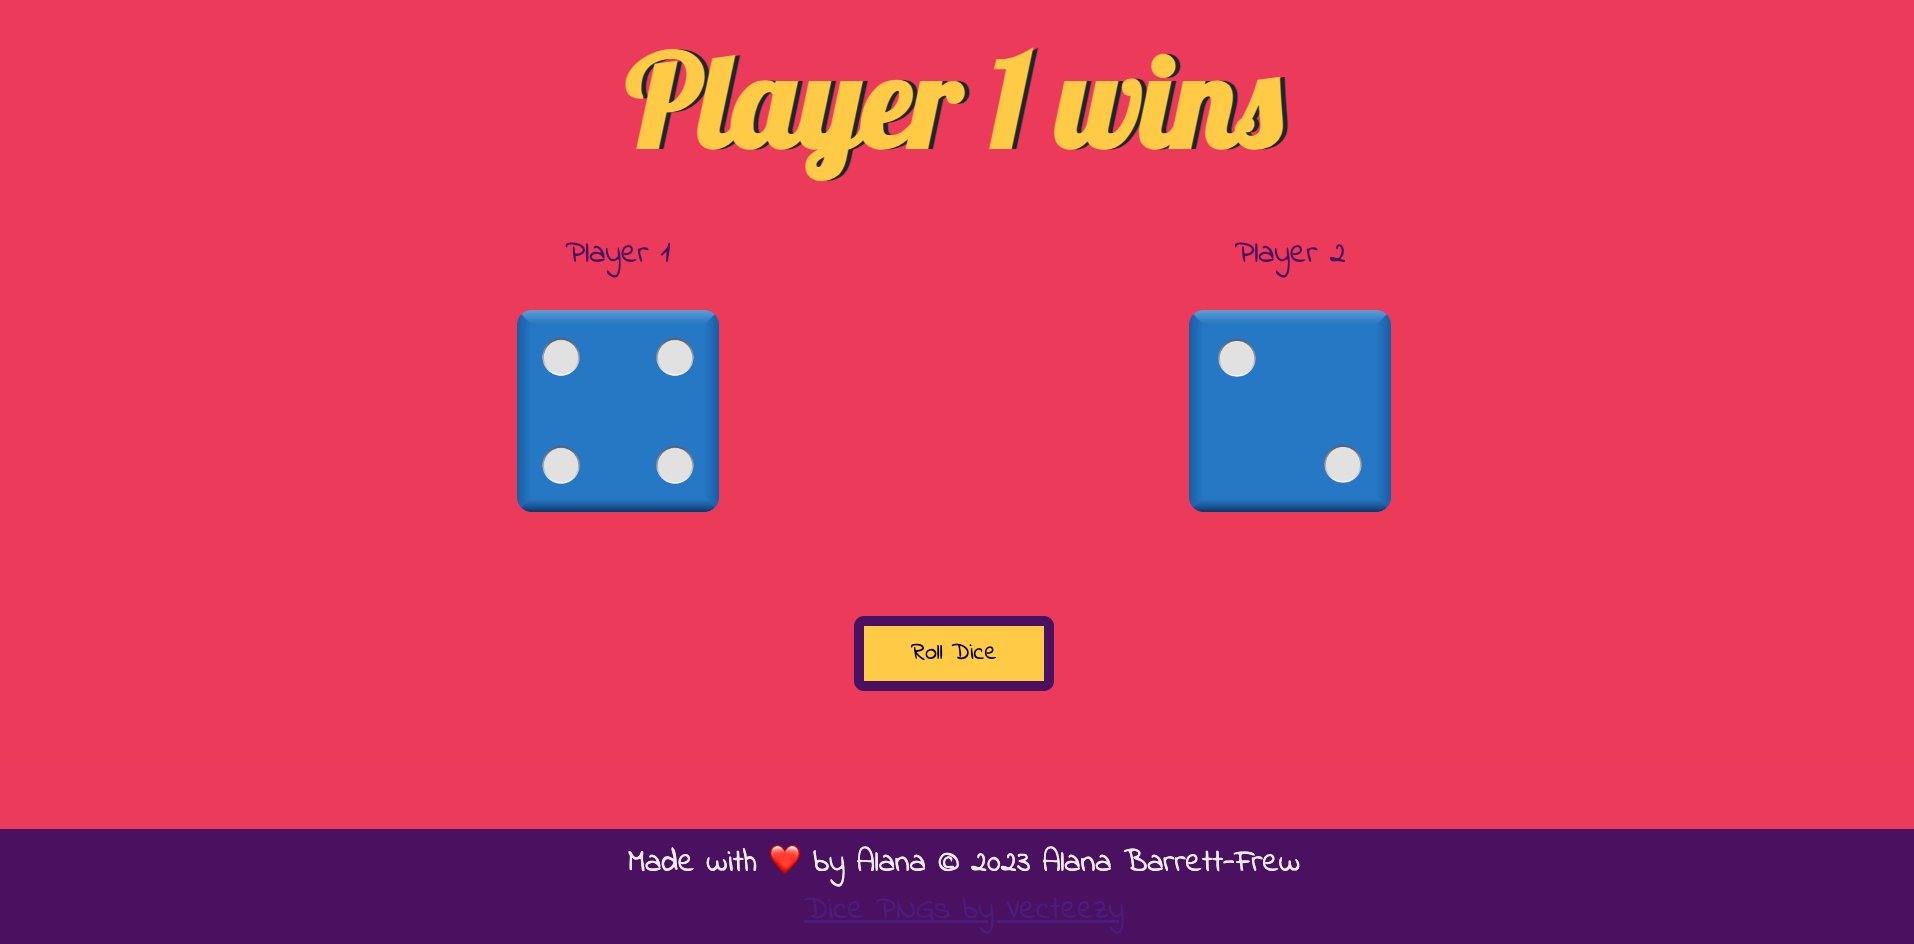 Player 1 wins
Player 1
Player 2
Roll Dice
Made with ❤️ by Alana © 2023 Alana Barrett-Frew
Dice PNGs by Vecteezy